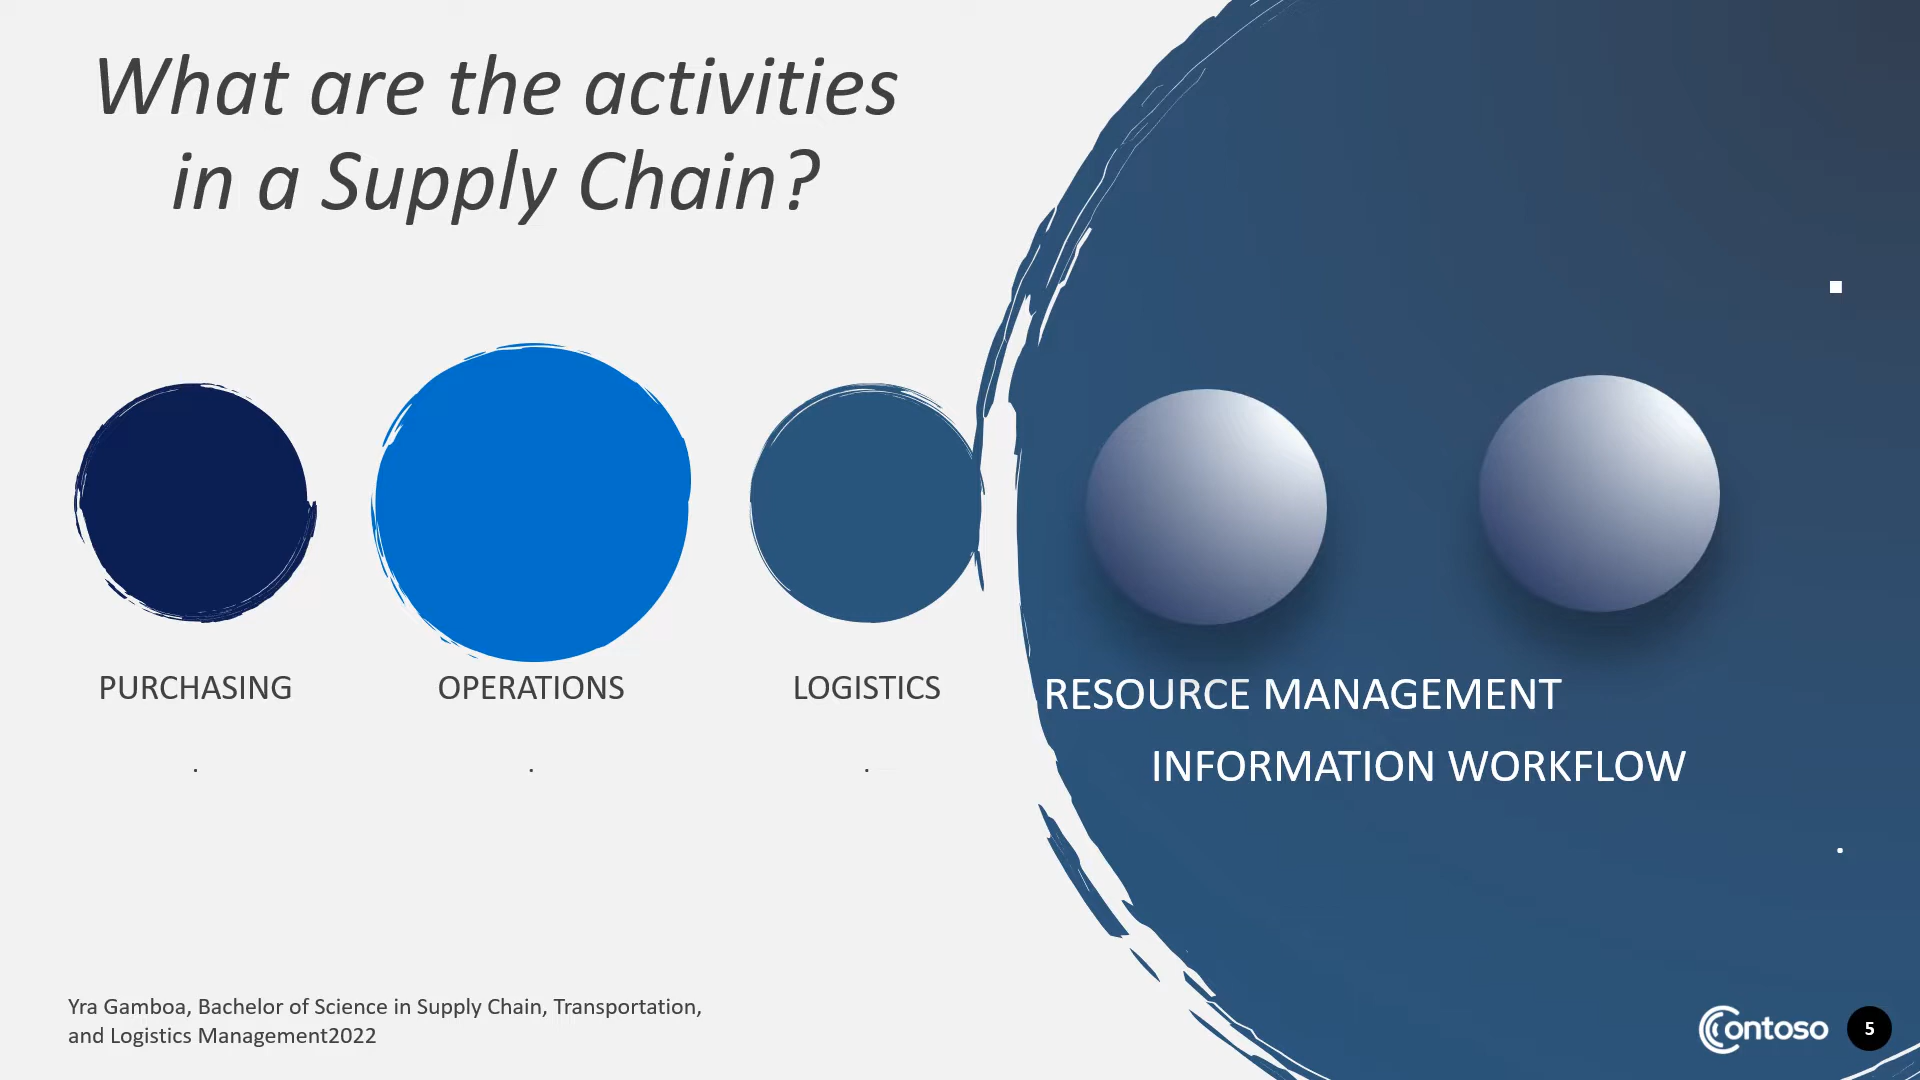 What are the activities
in a Supply Chain?
PURCHASING
OPERATIONS
LOGISTICS
RESOURCE MANAGEMENT
INFORMATION WORKFLOW
Yra Gamboa, Bachelor of Science in Supply Chain, Transportation,
and Logistics Management2022
Contoso
5